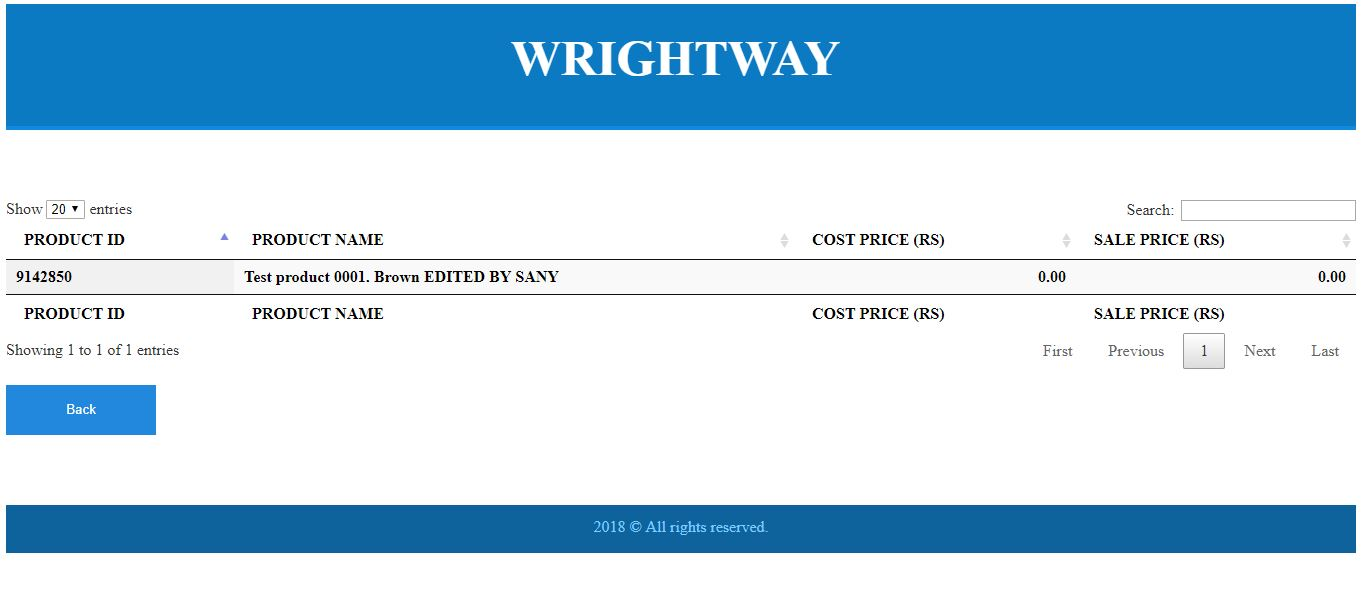 WRIGHTWAY
Show 20 entries Search:
PRODUCT ID PRODUCT NAME COST PRICE (RS) SALE PRICE (RS)
9142850 Test product 0001. Brown EDITED BY SANY 0.00 0.00
PRODUCT ID PRODUCT NAME COST PRICE (RS) SALE PRICE (RS)
Showing 1 to 1 of 1 entries First Previous 1 Next Last
Back
2018 © All rights reserved.